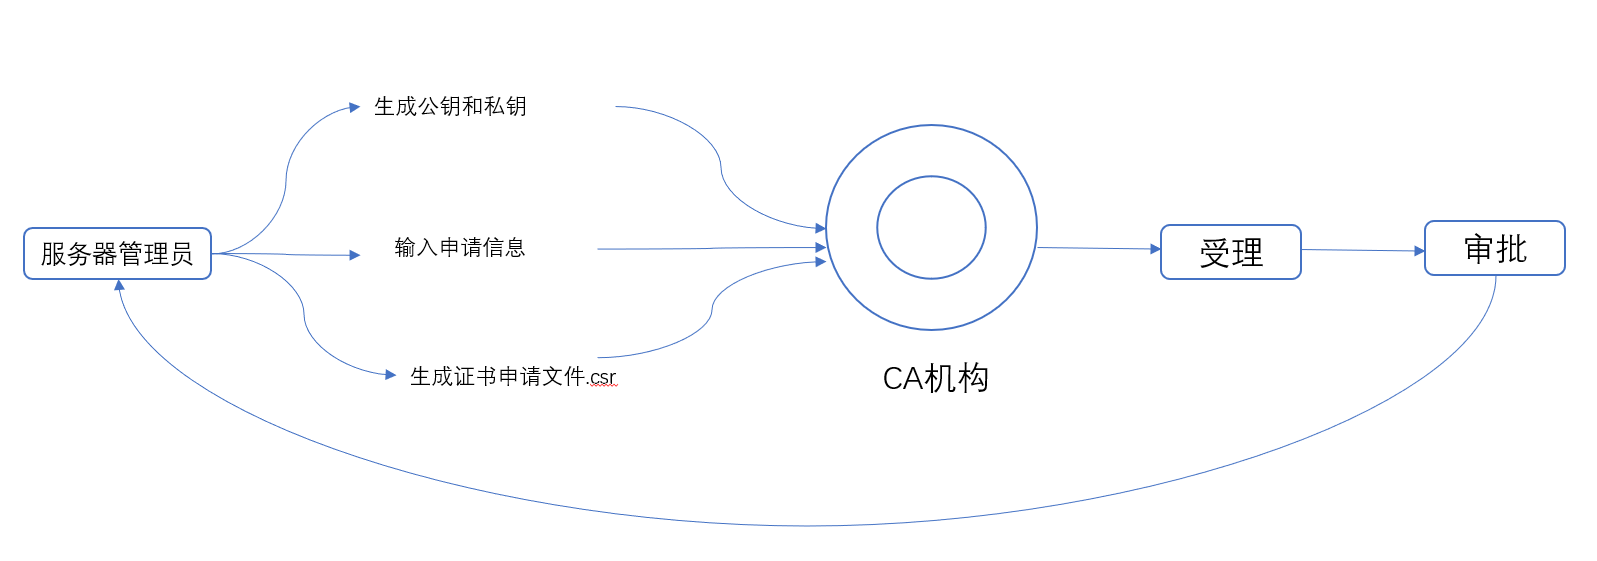 生成公钥和私钥
服务器管理员
输入申请信息
生成证书申请文件.csr
CA机构
受理
审批